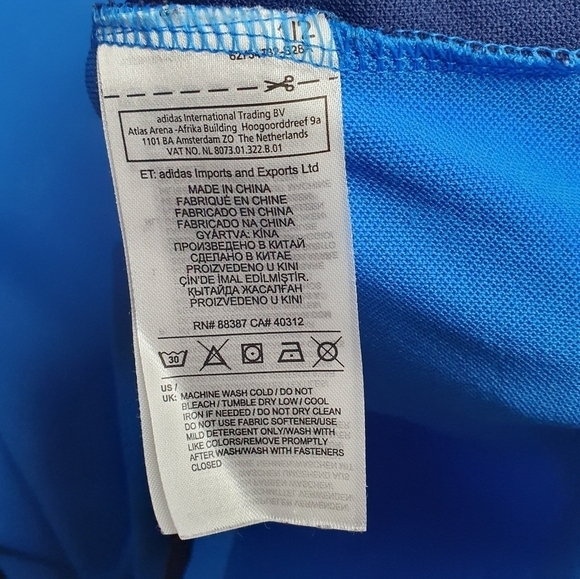 adidas International Trading BV
Atlas Arena -Afrika Building Hoogoorddreef 9a
1101 BA Amsterdam ZO The Netherlands
VAT NO. NL 8073.01.322.B.01
ET: adidas Imports and Exports Ltd
MADE IN CHINA
FABRIQUÉ EN CHINE
FABRICADO EN CHINA
FABRICADO NA CHINA
GYÁRTVA: KÍNA
ПРОИЗВЕДЕНО В КИТАЙ
СДЕЛАНО В КИТАЕ
PROIZVEDENO U KINI
ÇİN'DE İMAL EDİLMİŞTİR.
ҚЫТАЙДА ЖАСАЛҒАН
PROIZVEDENO U KINI
RN# 88387 CA# 40312
30
US / UK: MACHINE WASH COLD / DO NOT
BLEACH / TUMBLE DRY LOW / COOL
IRON IF NEEDED / DO NOT DRY CLEAN
DO NOT USE FABRIC SOFTENER/USE
MILD DETERGENT ONLY/WASH WITH
LIKE COLORS/REMOVE PROMPTLY
AFTER WASH/WASH WITH FASTENERS
CLOSED